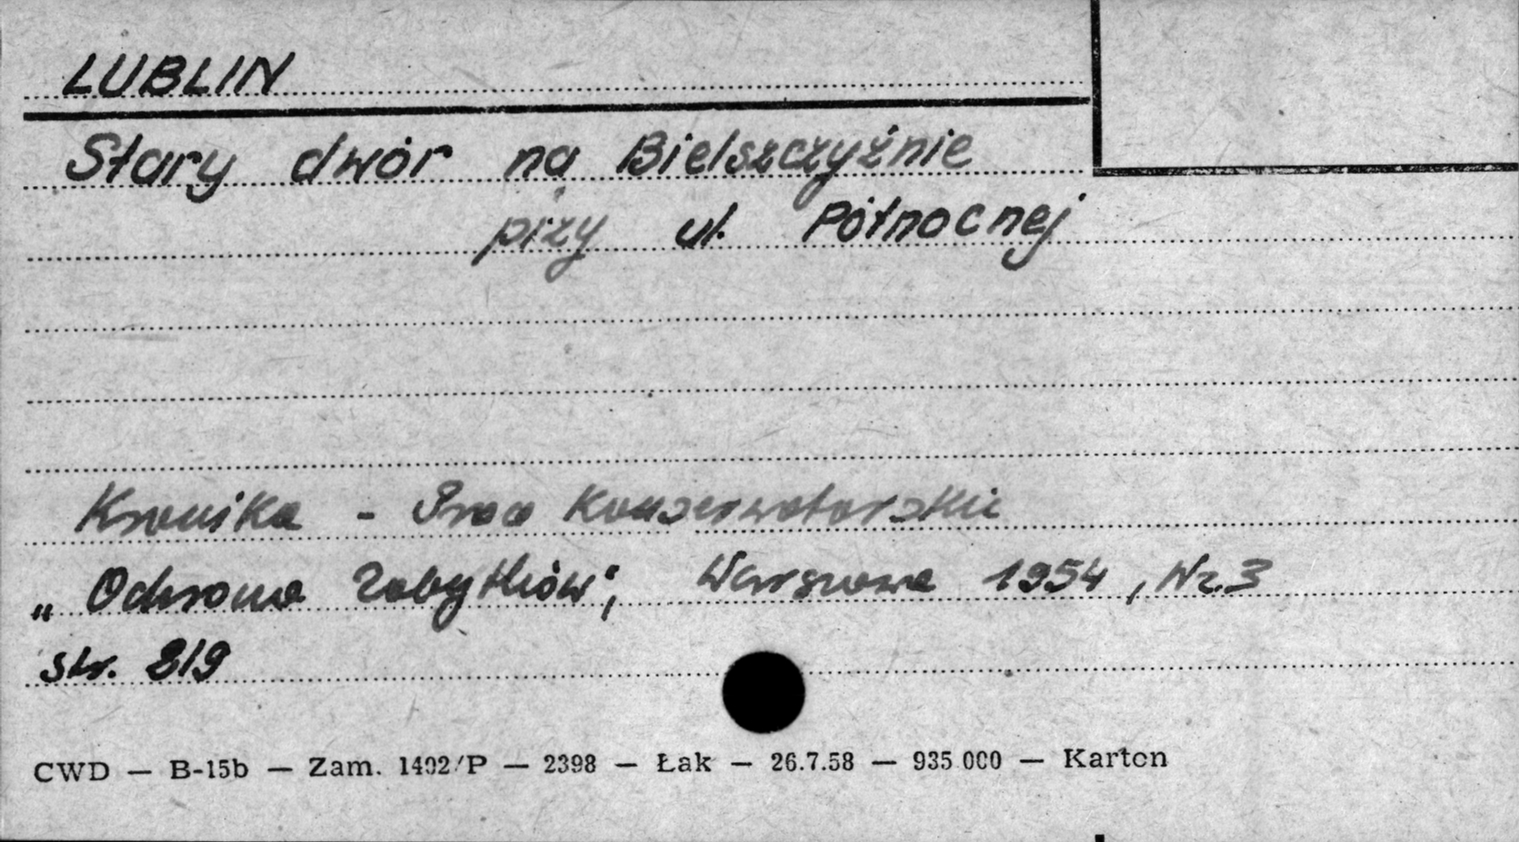 LUBLIN
Stary dwór na Bielszczyźnie
przy ul. Północnej
Kronika - Prac Konserwatorskich
„Ochrona Zabytków”, Warszawa 1954, Nr. 3
str. 219
CWD — B-15b — Zam. 1402/P — 2398 — Łak — 26.7.58 — 935 000 — Karton